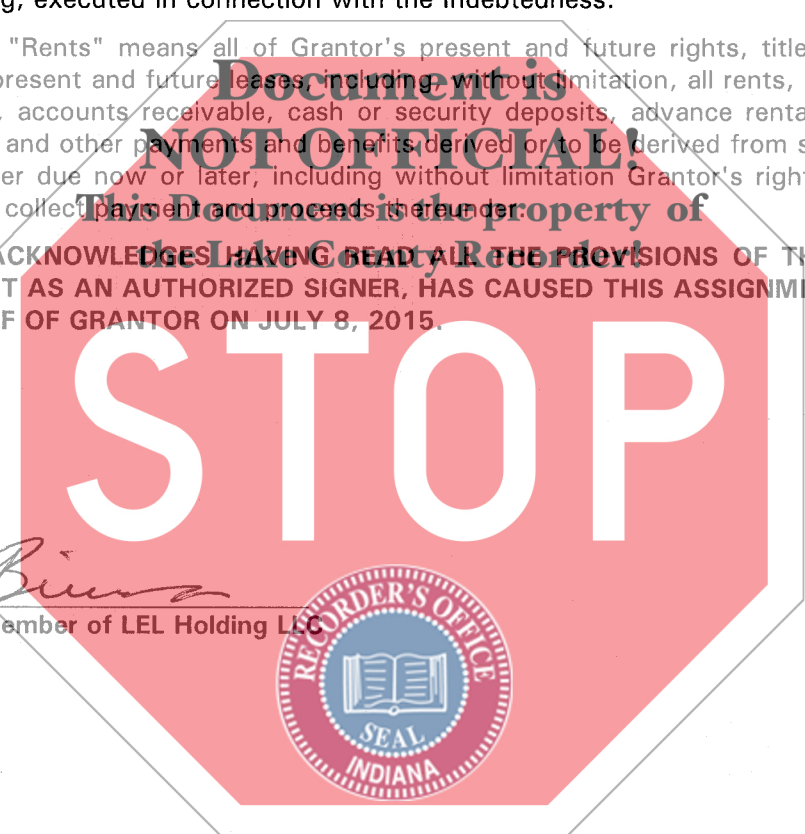 g, executed in connection with the Indebtedness.
"Rents" means all of Grantor's present and future rights, title
present and future leases, including, without limitation, all rents,
, accounts receivable, cash or security deposits, advance renta
and other payments and benefits derived or to be derived from s
er due now or later, including without limitation Grantor's right
collect payment and proceeds thereunder.
ACKNOWLEDGES HAVING READ ALL THE PROVISIONS OF TH
T AS AN AUTHORIZED SIGNER, HAS CAUSED THIS ASSIGNME
F OF GRANTOR ON JULY 8, 2015.
Document is
NOT OFFICIAL!
This Document is the property of
the Lake County Recorder!
STOP
ember of LEL Holding LLC
RECORDER'S OFFICE
SEAL
INDIANA